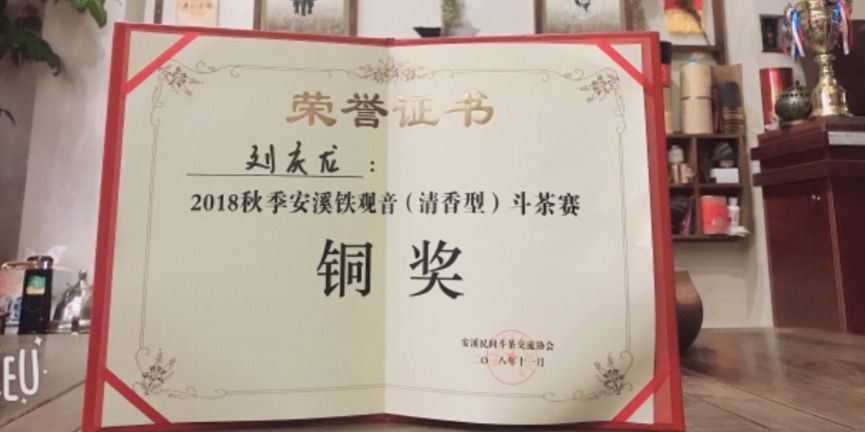 荣誉证书
刘庆龙：
2018秋季安溪铁观音（清香型）斗茶赛
铜奖
安溪民间斗茶交流协会
二〇一八年十一月
EU